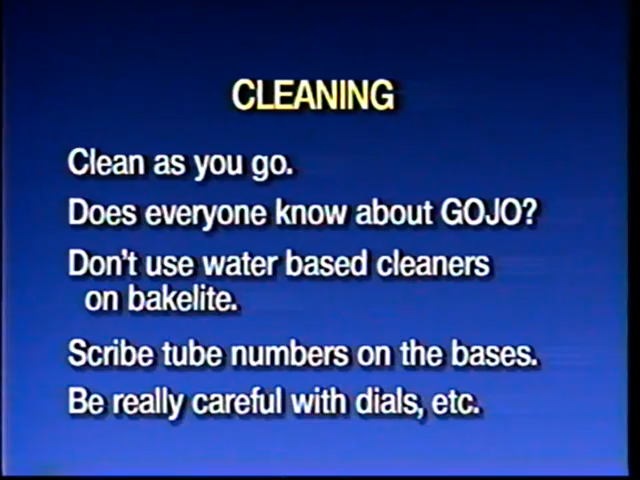 CLEANING
Clean as you go.
Does everyone know about GOJO?
Don't use water based cleaners
on bakelite.
Scribe tube numbers on the bases.
Be really careful with dials, etc.